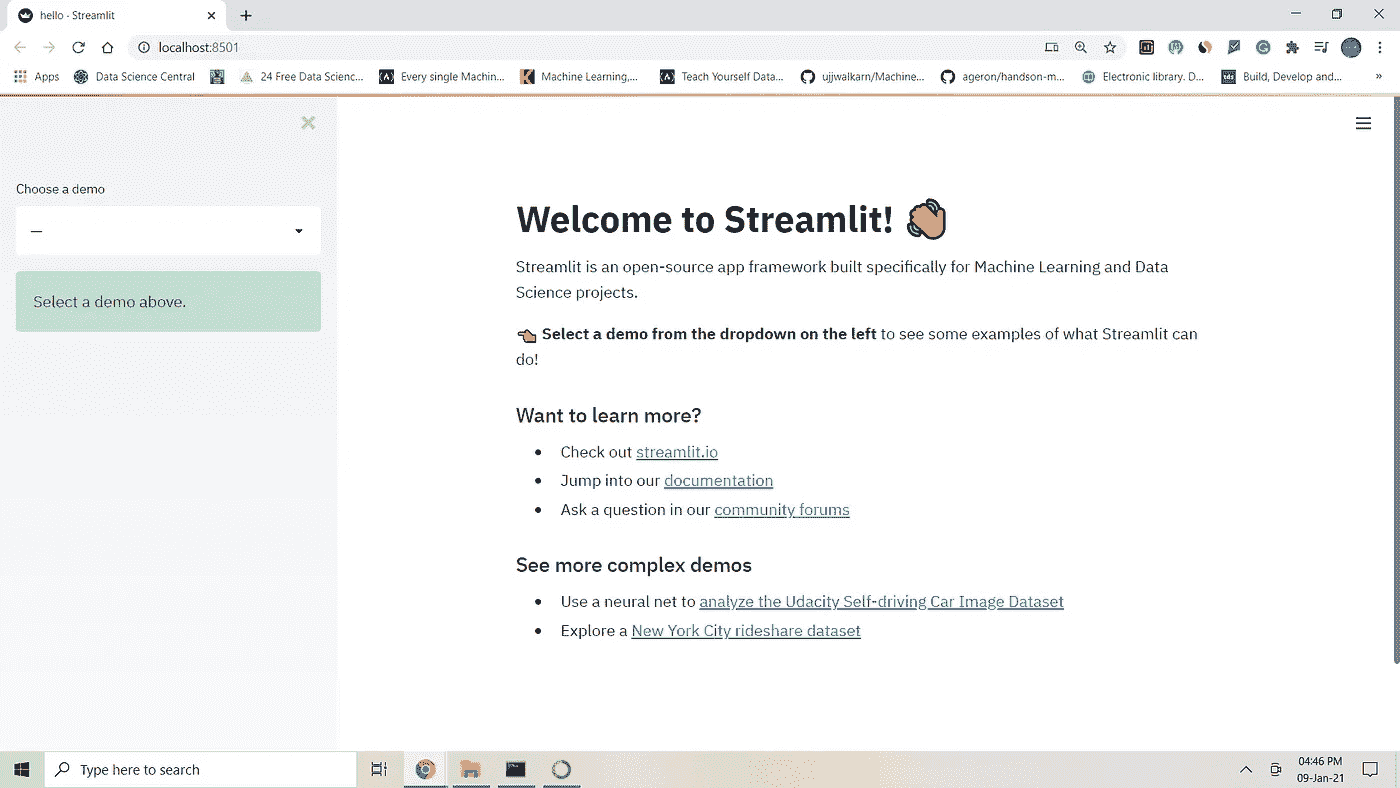 hello · Streamlit
localhost:8501
Apps
Data Science Central
24 Free Data Scienc...
Every single Machin...
Machine Learning,...
Teach Yourself Data...
ujjwalkarn/Machine...
ageron/handson-m...
Electronic library. D...
Build, Develop and...
»
Choose a demo
—
Select a demo above.
Welcome to Streamlit! 👋🏽
Streamlit is an open-source app framework built specifically for Machine Learning and Data
Science projects.
👈🏽 Select a demo from the dropdown on the left to see some examples of what Streamlit can
do!
Want to learn more?
• Check out streamlit.io
• Jump into our documentation
• Ask a question in our community forums
See more complex demos
• Use a neural net to analyze the Udacity Self-driving Car Image Dataset
• Explore a New York City rideshare dataset
Type here to search
04:46 PM
09-Jan-21